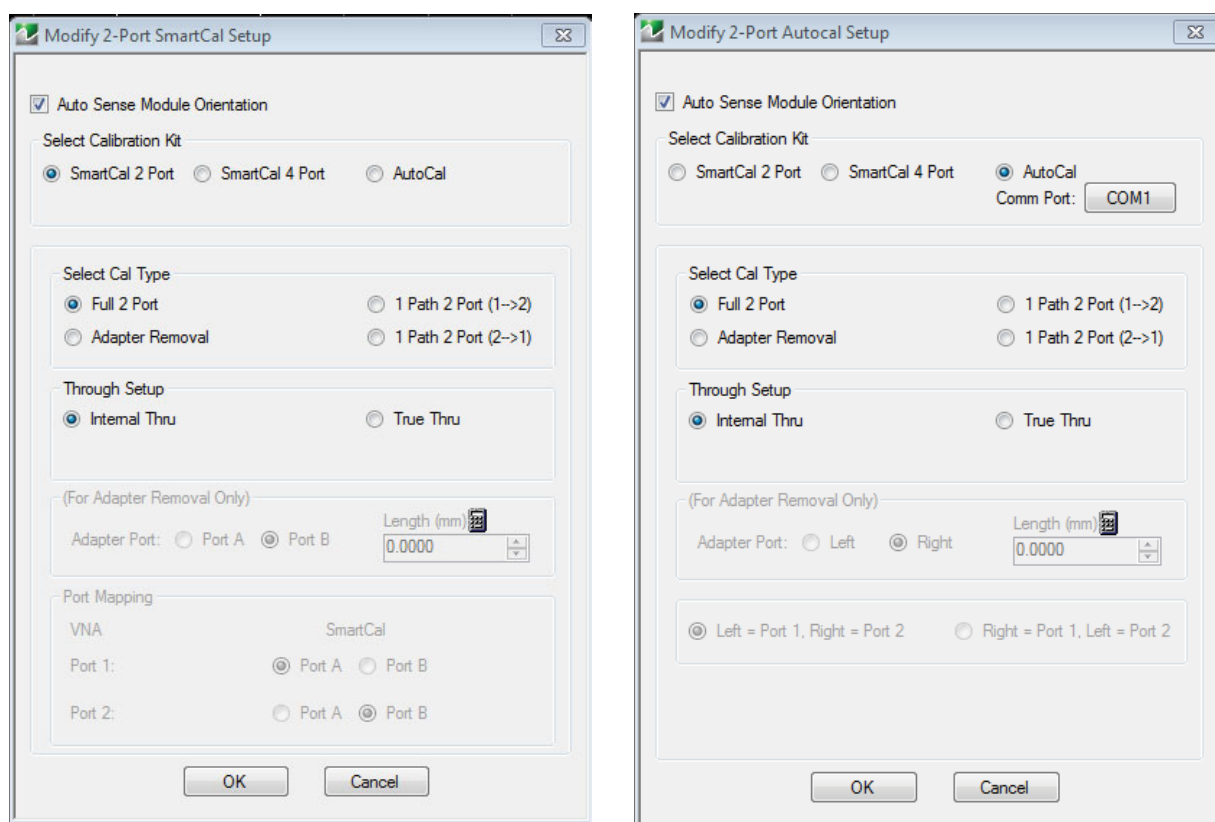 Modify 2-Port SmartCal Setup
Auto Sense Module Orientation
Select Calibration Kit
SmartCal 2 Port SmartCal 4 Port AutoCal
Select Cal Type
Full 2 Port 1 Path 2 Port (1-->2)
Adapter Removal 1 Path 2 Port (2-->1)
Through Setup
Internal Thru True Thru
(For Adapter Removal Only)
Length (mm)
Adapter Port: Port A Port B
0.0000
Port Mapping
VNA SmartCal
Port 1: Port A Port B
Port 2: Port A Port B
OK Cancel
Modify 2-Port Autocal Setup
Auto Sense Module Orientation
Select Calibration Kit
SmartCal 2 Port SmartCal 4 Port AutoCal
Comm Port: COM1
Select Cal Type
Full 2 Port 1 Path 2 Port (1-->2)
Adapter Removal 1 Path 2 Port (2-->1)
Through Setup
Internal Thru True Thru
(For Adapter Removal Only)
Length (mm)
Adapter Port: Left Right
0.0000
Left = Port 1, Right = Port 2 Right = Port 1, Left = Port 2
OK Cancel